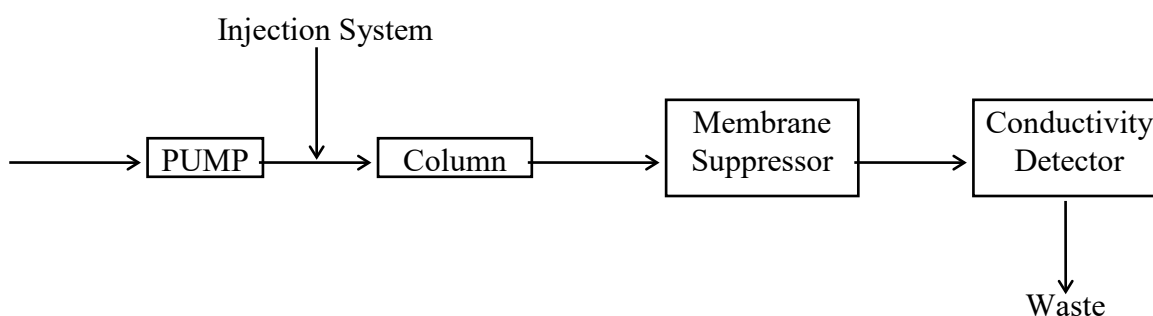 Injection System
PUMP
Column
Membrane
Suppressor
Conductivity
Detector
Waste